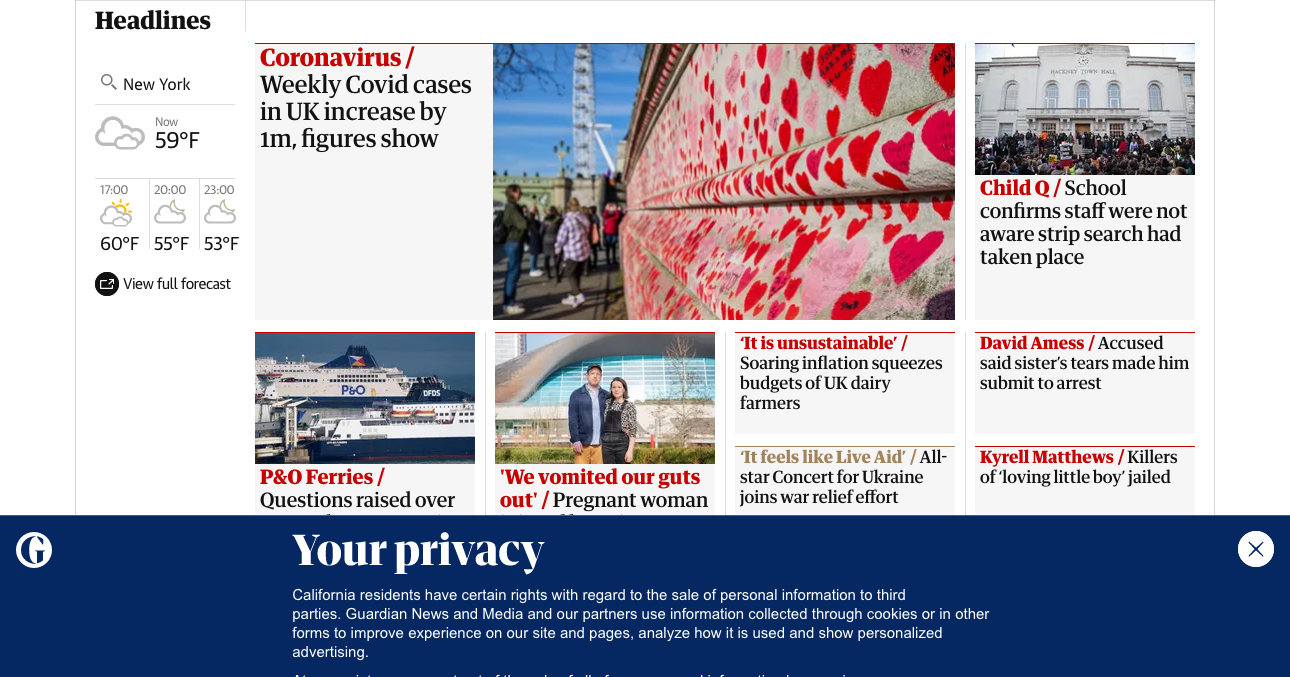 Headlines
New York
Now
59°F
17:00
20:00
23:00
60°F
55°F
53°F
View full forecast
Coronavirus /
Weekly Covid cases
in UK increase by
1m, figures show
HACKNEY TOWN HALL
Child Q / School
confirms staff were not
aware strip search had
taken place
P&O
DFDS
P&O Ferries /
Questions raised over
'We vomited our guts
out' / Pregnant woman
‘It is unsustainable’ /
Soaring inflation squeezes
budgets of UK dairy
farmers
‘It feels like Live Aid’ / All-
star Concert for Ukraine
joins war relief effort
David Amess / Accused
said sister’s tears made him
submit to arrest
Kyrell Matthews / Killers
of ‘loving little boy’ jailed
Your privacy
California residents have certain rights with regard to the sale of personal information to third
parties. Guardian News and Media and our partners use information collected through cookies or in other
forms to improve experience on our site and pages, analyze how it is used and show personalized
advertising.